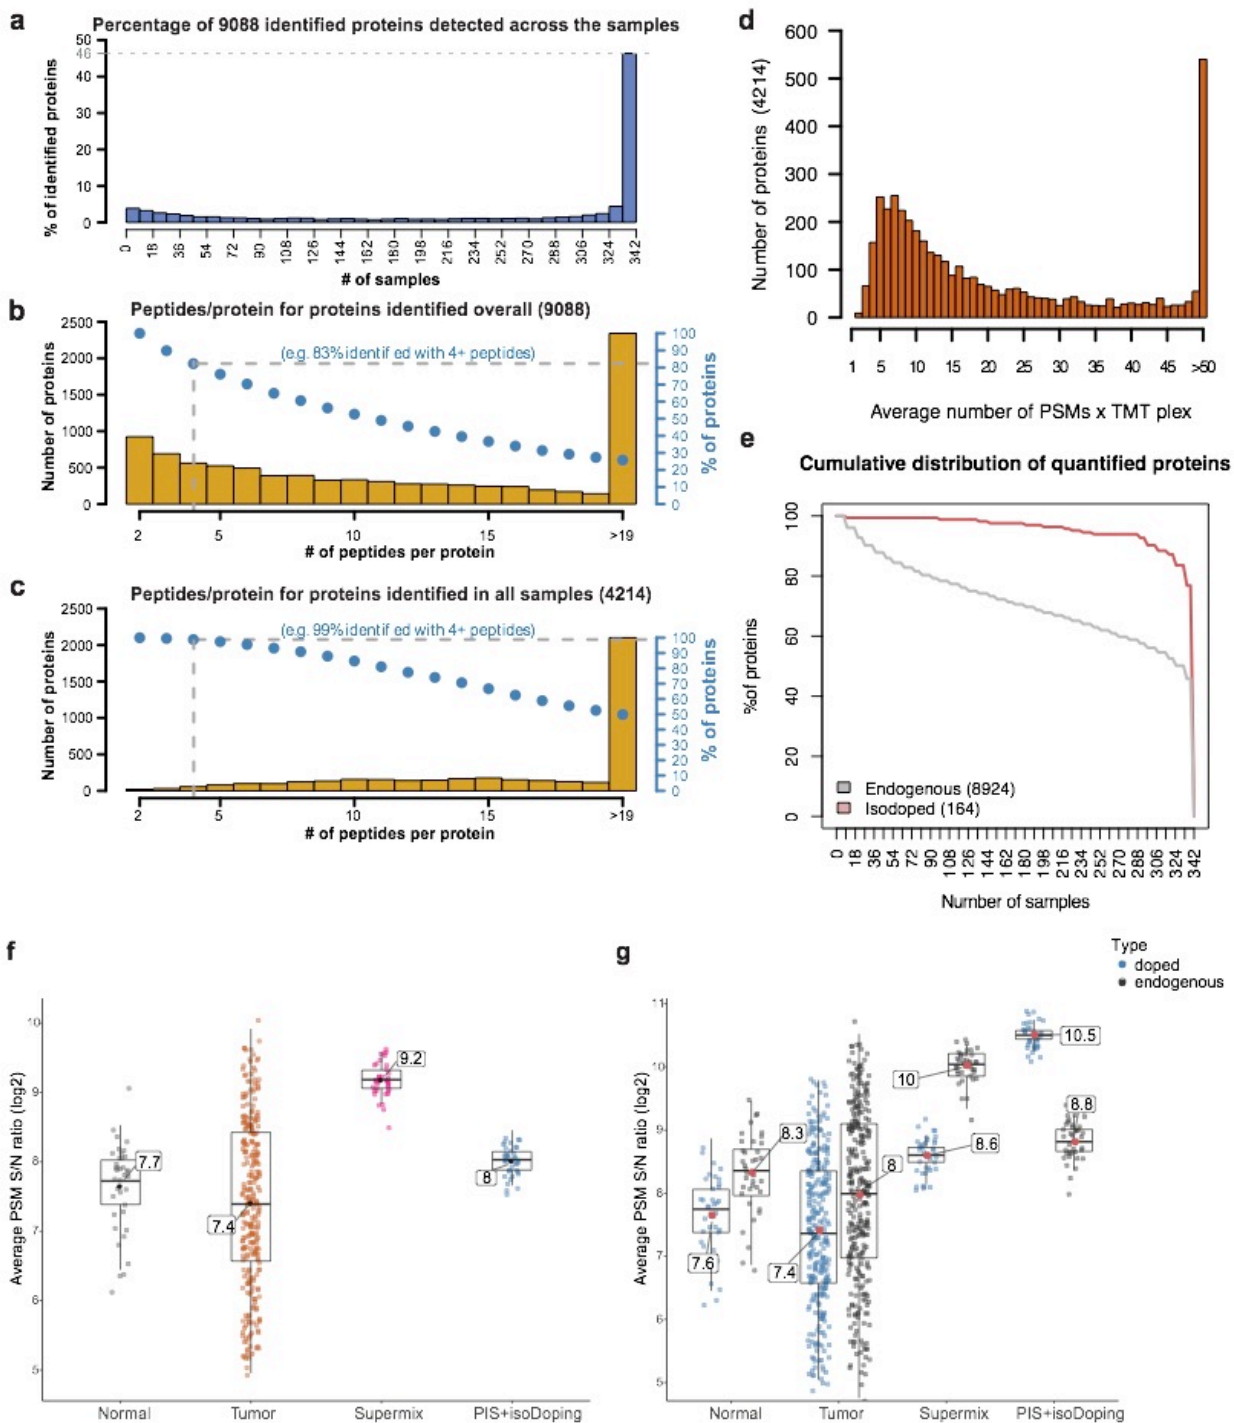 a
Percentage of 9088 identified proteins detected across the samples
% of identified proteins
50
46
40
30
20
10
0
0 18 36 54 72 90 108 126 144 162 180 198 216 234 252 270 288 306 324 342
# of samples
b
Peptides/protein for proteins identified overall (9088)
Number of proteins
2500
2000
1500
1000
500
0
(e.g. 83% identif ed with 4+ peptides)
100
90
80
70
60
50
40
30
20
10
0
% of proteins
2 5 10 15 >19
# of peptides per protein
c
Peptides/protein for proteins identified in all samples (4214)
Number of proteins
2500
2000
1500
1000
500
0
(e.g. 99% identif ed with 4+ peptides)
100
90
80
70
60
50
40
30
20
10
0
% of proteins
2 5 10 15 >19
# of peptides per protein
d
Number of proteins (4214)
600
500
400
300
200
100
0
1 5 10 15 20 25 31 35 40 45 >50
Average number of PSMs x TMT plex
e
Cumulative distribution of quantified proteins
%of proteins
100
80
60
40
20
0
Endogenous (8924)
Isodoped (164)
0 18 36 54 72 90 108 126 144 162 180 198 216 234 252 270 288 306 324 342
Number of samples
f
Average PSM S/N ratio (log2)
10
9
8
7
6
5
7.7
7.4
9.2
8
Normal Tumor Supermix PIS+isoDoping
g
Type
doped
endogenous
Average PSM S/N ratio (log2)
11
10
9
8
7
6
5
7.6
8.3
7.4
8
10
8.6
10.5
8.8
Normal Tumor Supermix PIS+isoDoping